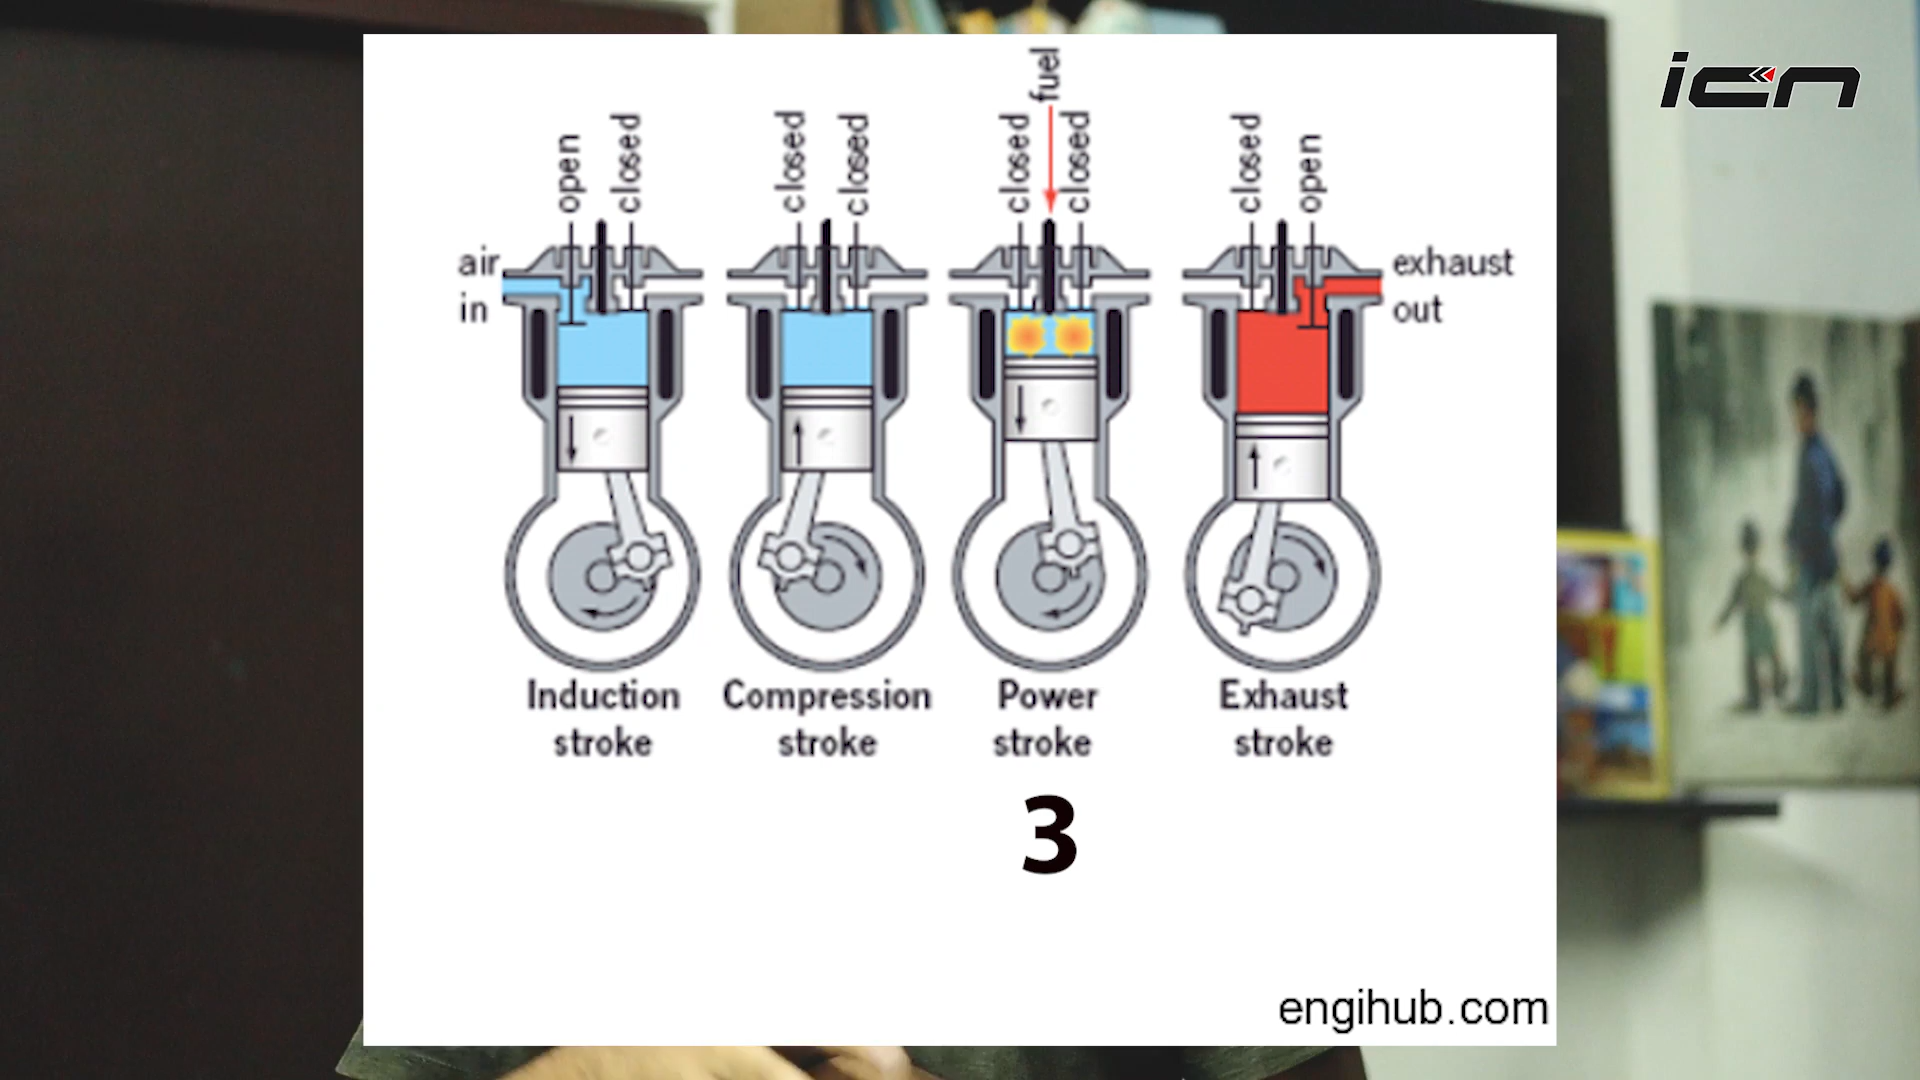 icn
fuel
open
closed
closed
closed
closed
closed
closed
open
air
in
exhaust
out
Induction
stroke
Compression
stroke
Power
stroke
Exhaust
stroke
3
engihub.com